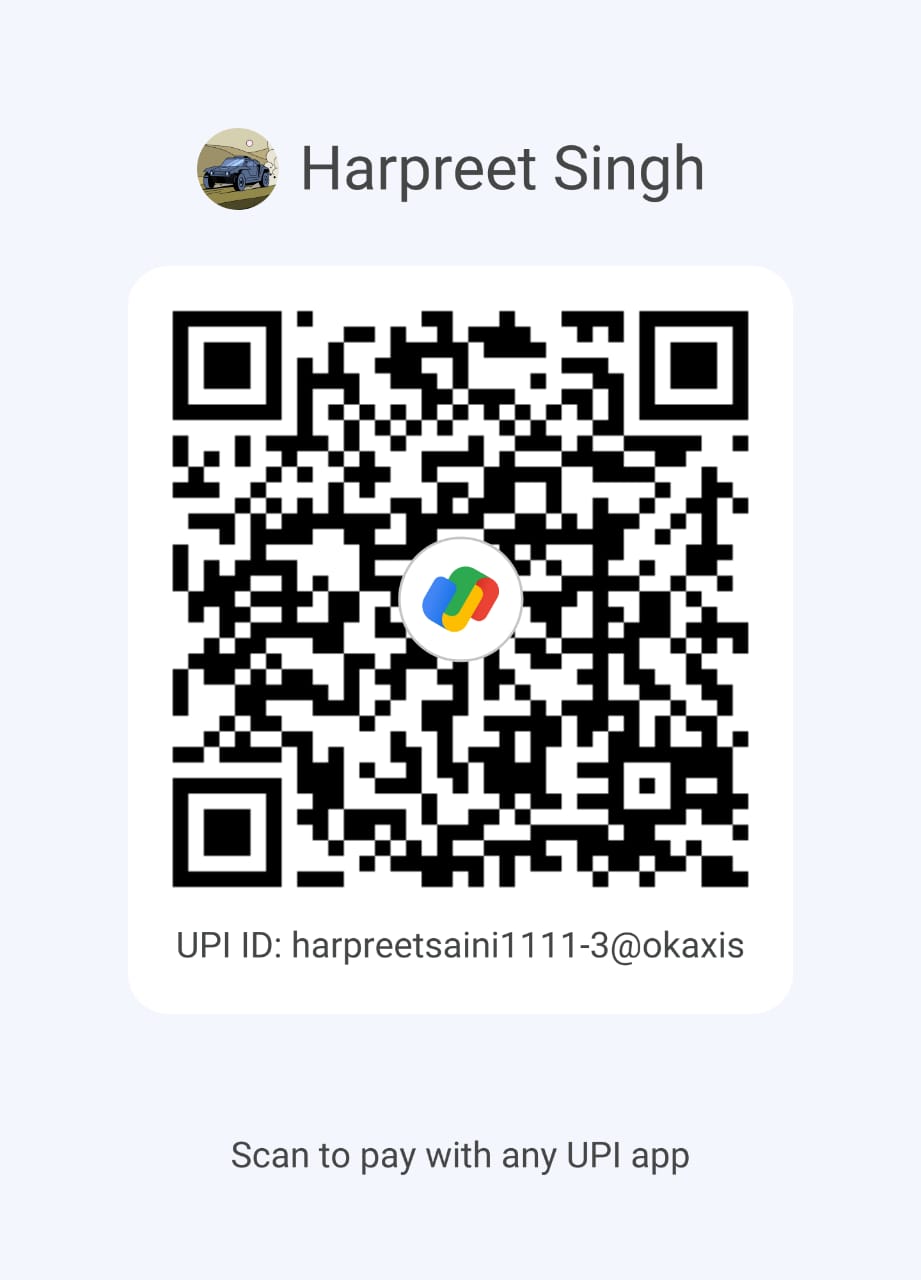 Harpreet Singh
UPI ID: harpreetsaini1111-3@okaxis
Scan to pay with any UPI app